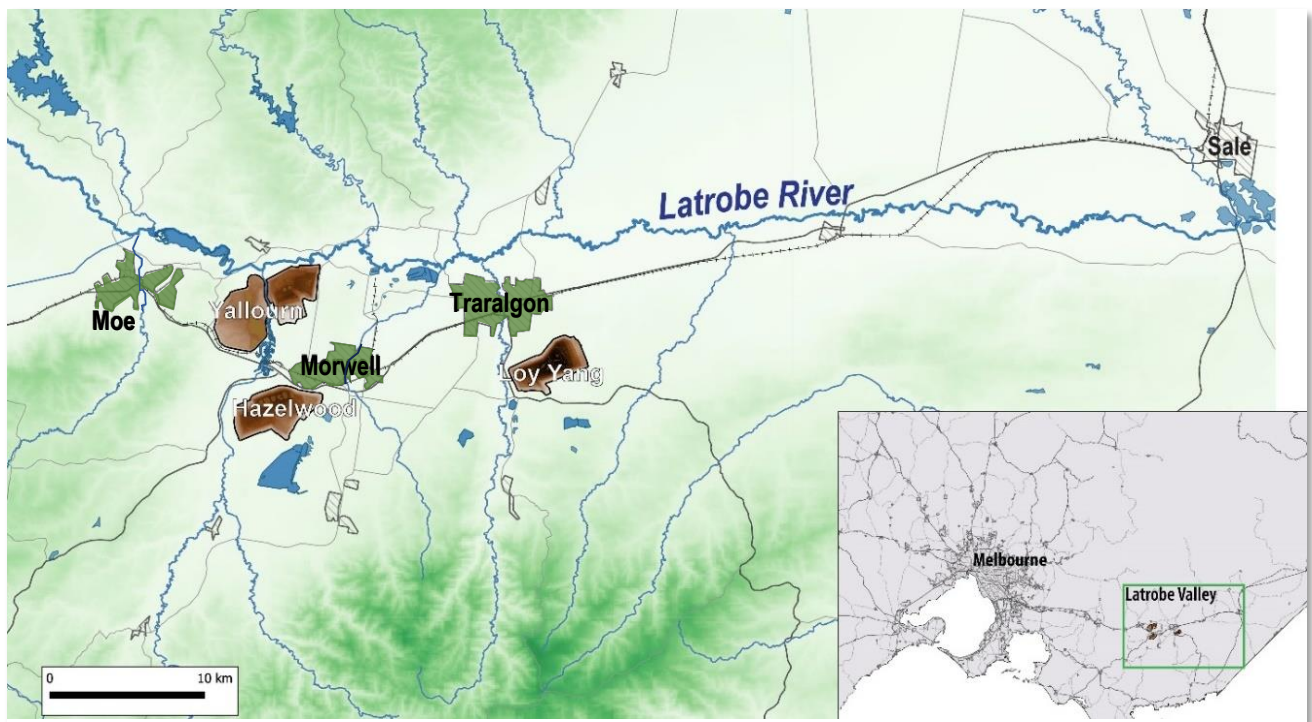 Latrobe River
Sale
Moe
Yallourn
Traralgon
Morwell
Loy Yang
Hazelwood
0
10 km
Melbourne
Latrobe Valley